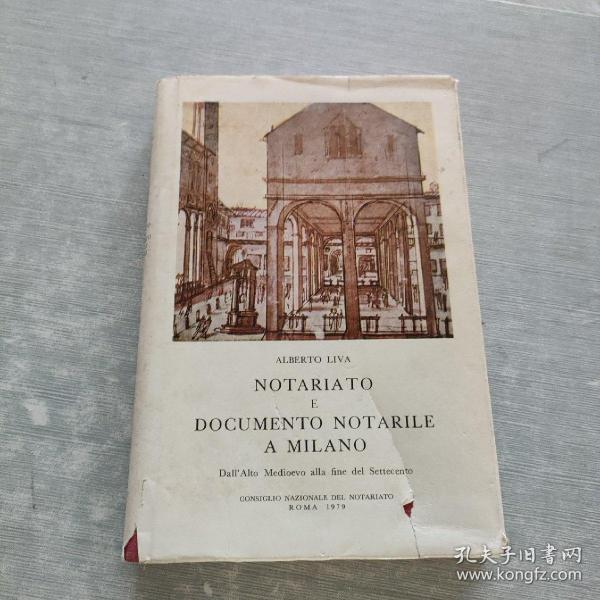 ALBERTO LIVA
NOTARIATO
E
DOCUMENTO NOTARILE
A MILANO
Dall'Alto Medioevo alla fine del Settecento
CONSIGLIO NAZIONALE DEL NOTARIATO
ROMA 1979
孔夫子旧书网
www.kongfz.com